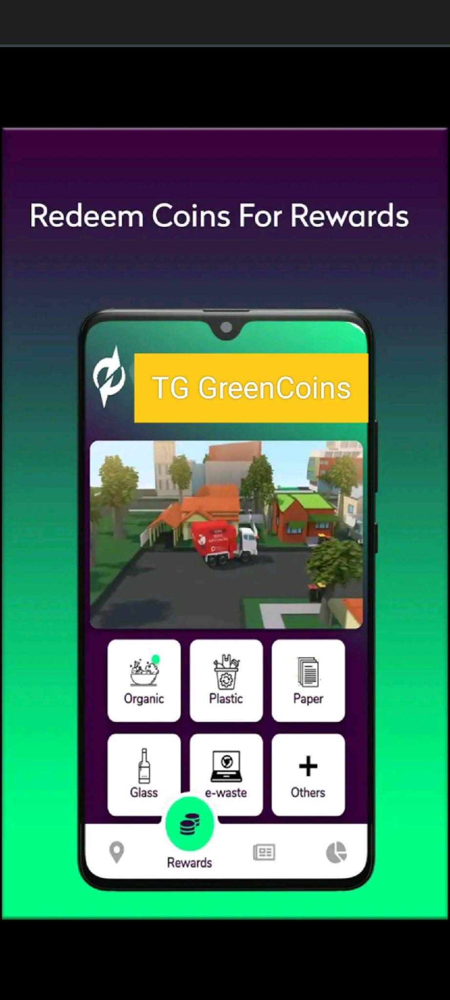 Redeem Coins For Rewards
TG GreenCoins
Organic
Plastic
Paper
Glass
e-waste
Others
Rewards